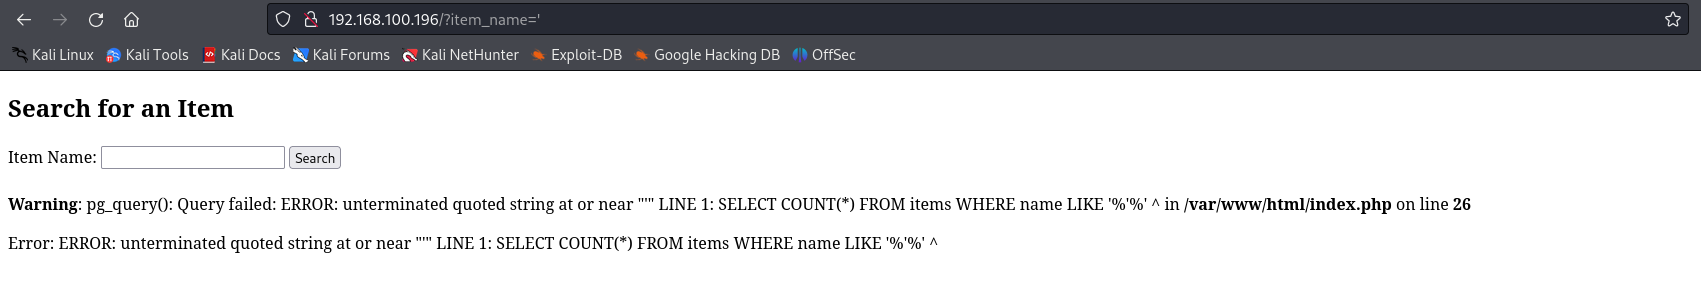 192.168.100.196/?item_name='
Kali Linux Kali Tools Kali Docs Kali Forums Kali NetHunter Exploit-DB Google Hacking DB OffSec
Search for an Item
Item Name: Search
Warning: pg_query(): Query failed: ERROR: unterminated quoted string at or near "'" LINE 1: SELECT COUNT(*) FROM items WHERE name LIKE '%'%' ^ in /var/www/html/index.php on line 26
Error: ERROR: unterminated quoted string at or near "'" LINE 1: SELECT COUNT(*) FROM items WHERE name LIKE '%'%' ^